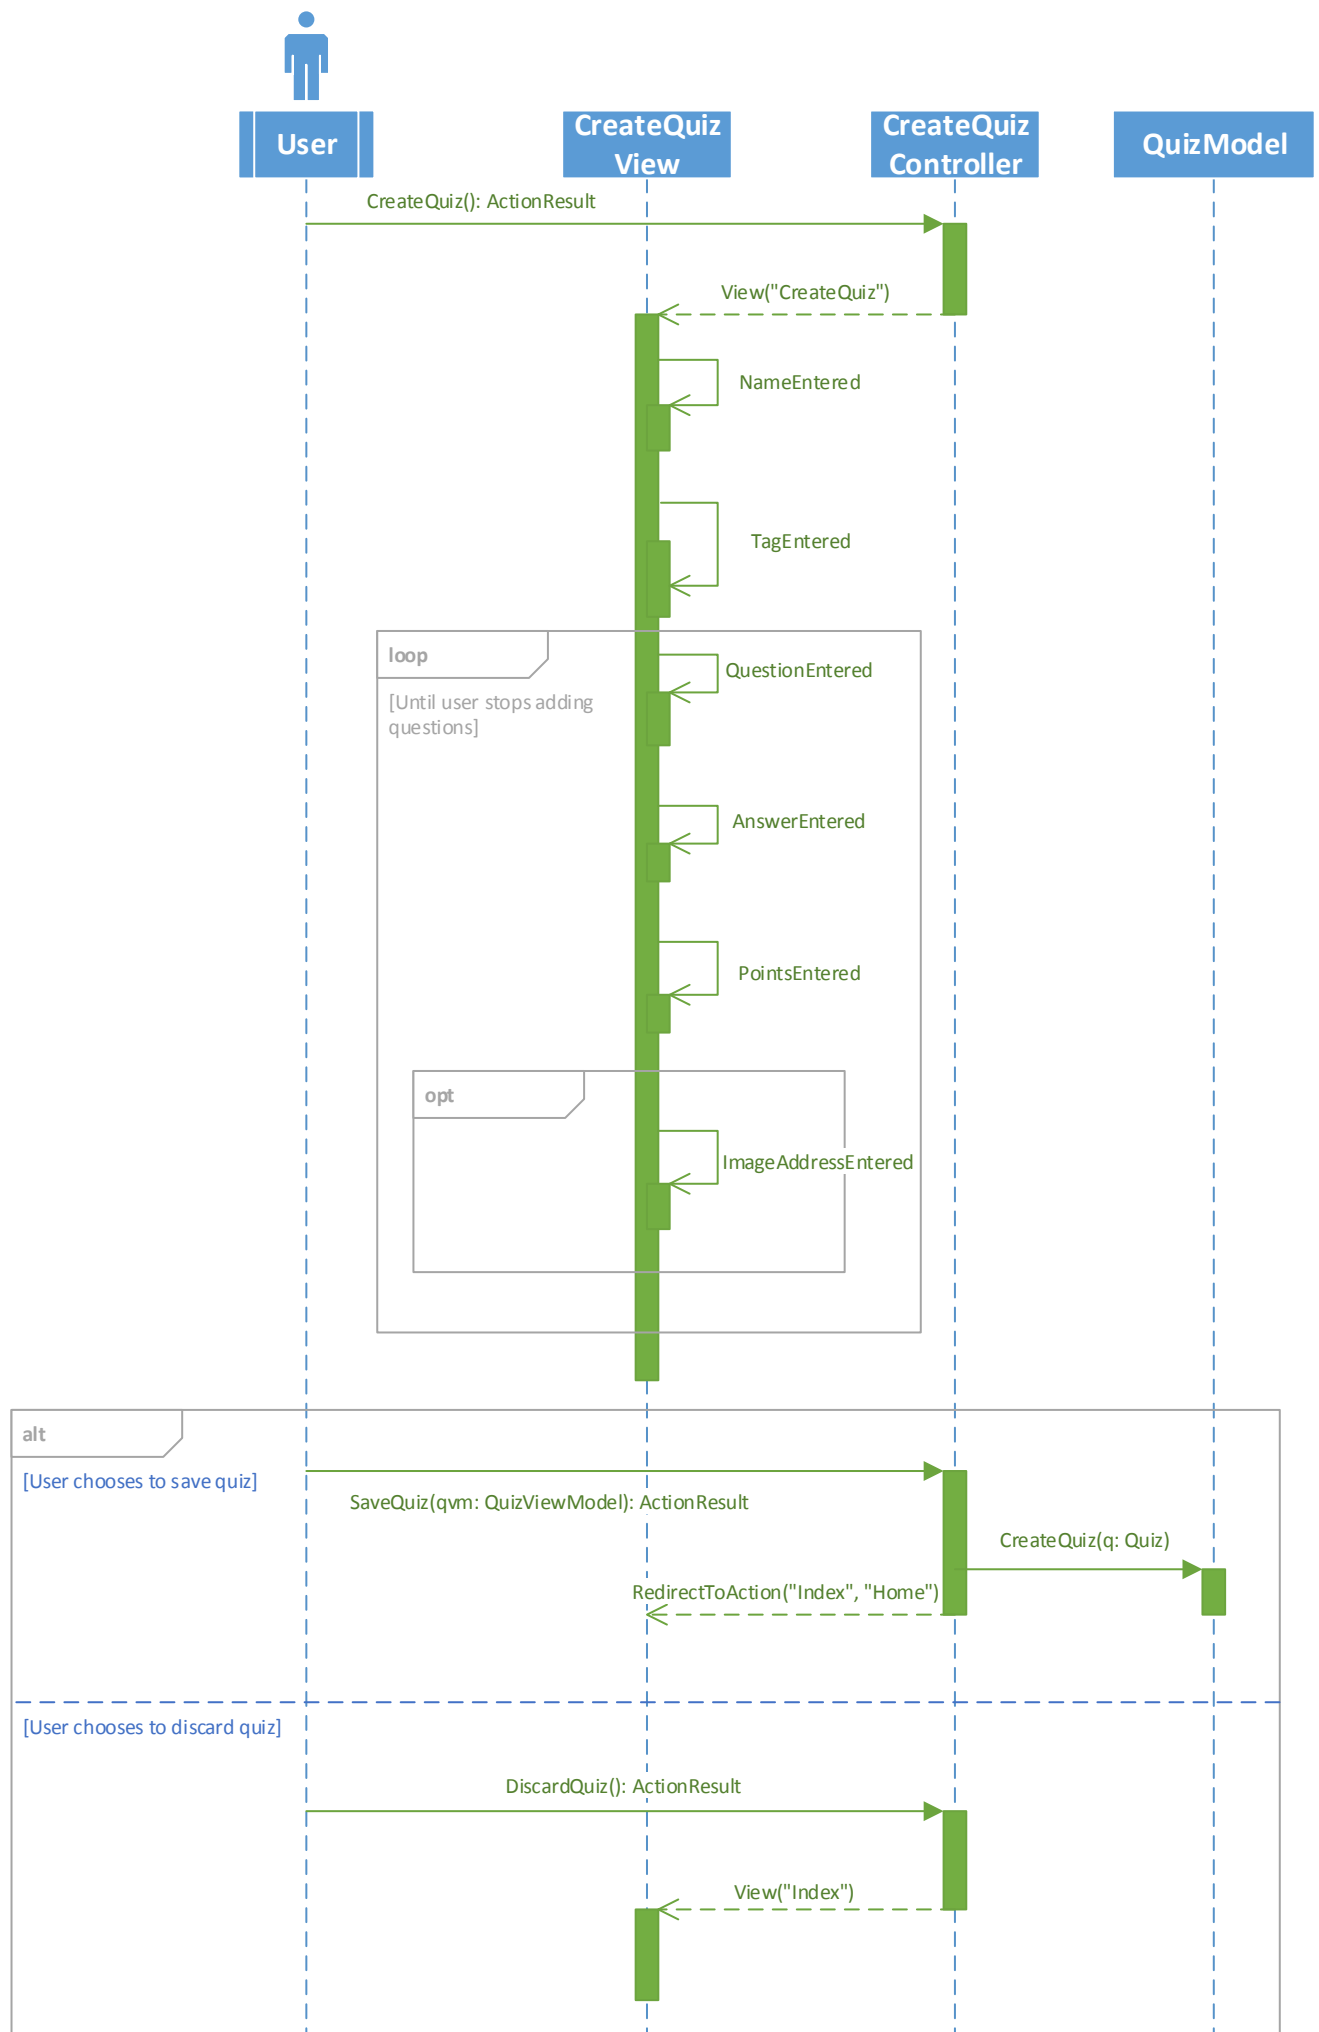 User
CreateQuiz
View
CreateQuiz
Controller
QuizModel
CreateQuiz(): ActionResult
View("CreateQuiz")
NameEntered
TagEntered
loop
QuestionEntered
[Until user stops adding
questions]
AnswerEntered
PointsEntered
opt
ImageAddressEntered
alt
[User chooses to save quiz]
SaveQuiz(qvm: QuizViewModel): ActionResult
CreateQuiz(q: Quiz)
RedirectToAction("Index", "Home")
[User chooses to discard quiz]
DiscardQuiz(): ActionResult
View("Index")